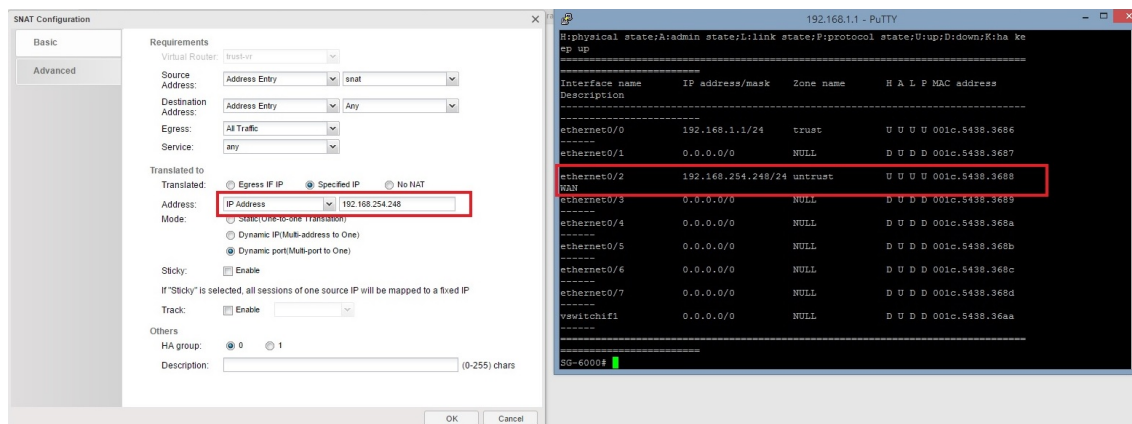 SNAT Configuration
Basic
Advanced
Requirements
Virtual Router: trust-vr
Source Address: Address Entry snat
Destination Address: Address Entry Any
Egress: All Traffic
Service: any
Translated to
Translated: Egress IF IP Specified IP No NAT
Address: IP Address 192.168.254.248
Mode: Static(One-to-one Translation)
Dynamic IP(Multi-address to One)
Dynamic port(Multi-port to One)
Sticky: Enable
If "Sticky" is selected, all sessions of one source IP will be mapped to a fixed IP
Track: Enable
Others
HA group: 0 1
Description: (0-255) chars
OK Cancel
192.168.1.1 - PuTTY
H:physical state;A:admin state;L:link state;P:protocol state;U:up;D:down;K:ha ke
ep up
================================================================================
========================
Interface name IP address/mask Zone name H A L P MAC address
Description
--------------------------------------------------------------------------------
------------------------
ethernet0/0 192.168.1.1/24 trust U U U U 001c.5438.3686
------
ethernet0/1 0.0.0.0/0 NULL D U D D 001c.5438.3687
------
ethernet0/2 192.168.254.248/24 untrust U U U U 001c.5438.3688
WAN
ethernet0/3 0.0.0.0/0 NULL D U D D 001c.5438.3689
------
ethernet0/4 0.0.0.0/0 NULL D U D D 001c.5438.368a
------
ethernet0/5 0.0.0.0/0 NULL D U D D 001c.5438.368b
------
ethernet0/6 0.0.0.0/0 NULL D U D D 001c.5438.368c
------
ethernet0/7 0.0.0.0/0 NULL D U D D 001c.5438.368d
------
vswitchif1 0.0.0.0/0 NULL D U D D 001c.5438.36aa
------
================================================================================
========================
SG-6000#